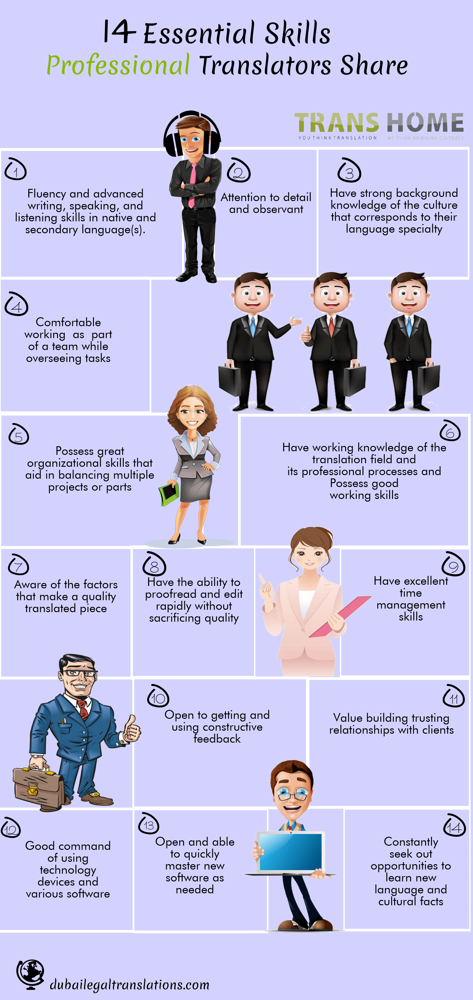 14 Essential Skills
Professional Translators Share
TRANS HOME
YOU THINK TRANSLATION WE THINK BRIDGING CULTURES
1
Fluency and advanced
writing, speaking, and
listening skills in native and
secondary language(s).
2
Attention to detail
and observant
3
Have strong background
knowledge of the culture
that corresponds to their
language specialty
4
Comfortable
working as part
of a team while
overseeing tasks
5
Possess great
organizational skills that
aid in balancing multiple
projects or parts
6
Have working knowledge of the
translation field and
its professional processes and
Possess good
working skills
7
Aware of the factors
that make a quality
translated piece
8
Have the ability to
proofread and edit
rapidly without
sacrificing quality
9
Have excellent
time
management
skills
10
Open to getting and
using constructive
feedback
11
Value building trusting
relationships with clients
12
Good command
of using
technology
devices and
various software
13
Open and able
to quickly
master new
software as
needed
14
Constantly
seek out
opportunities to
learn new
language and
cultural facts
dubailegaltranslations.com